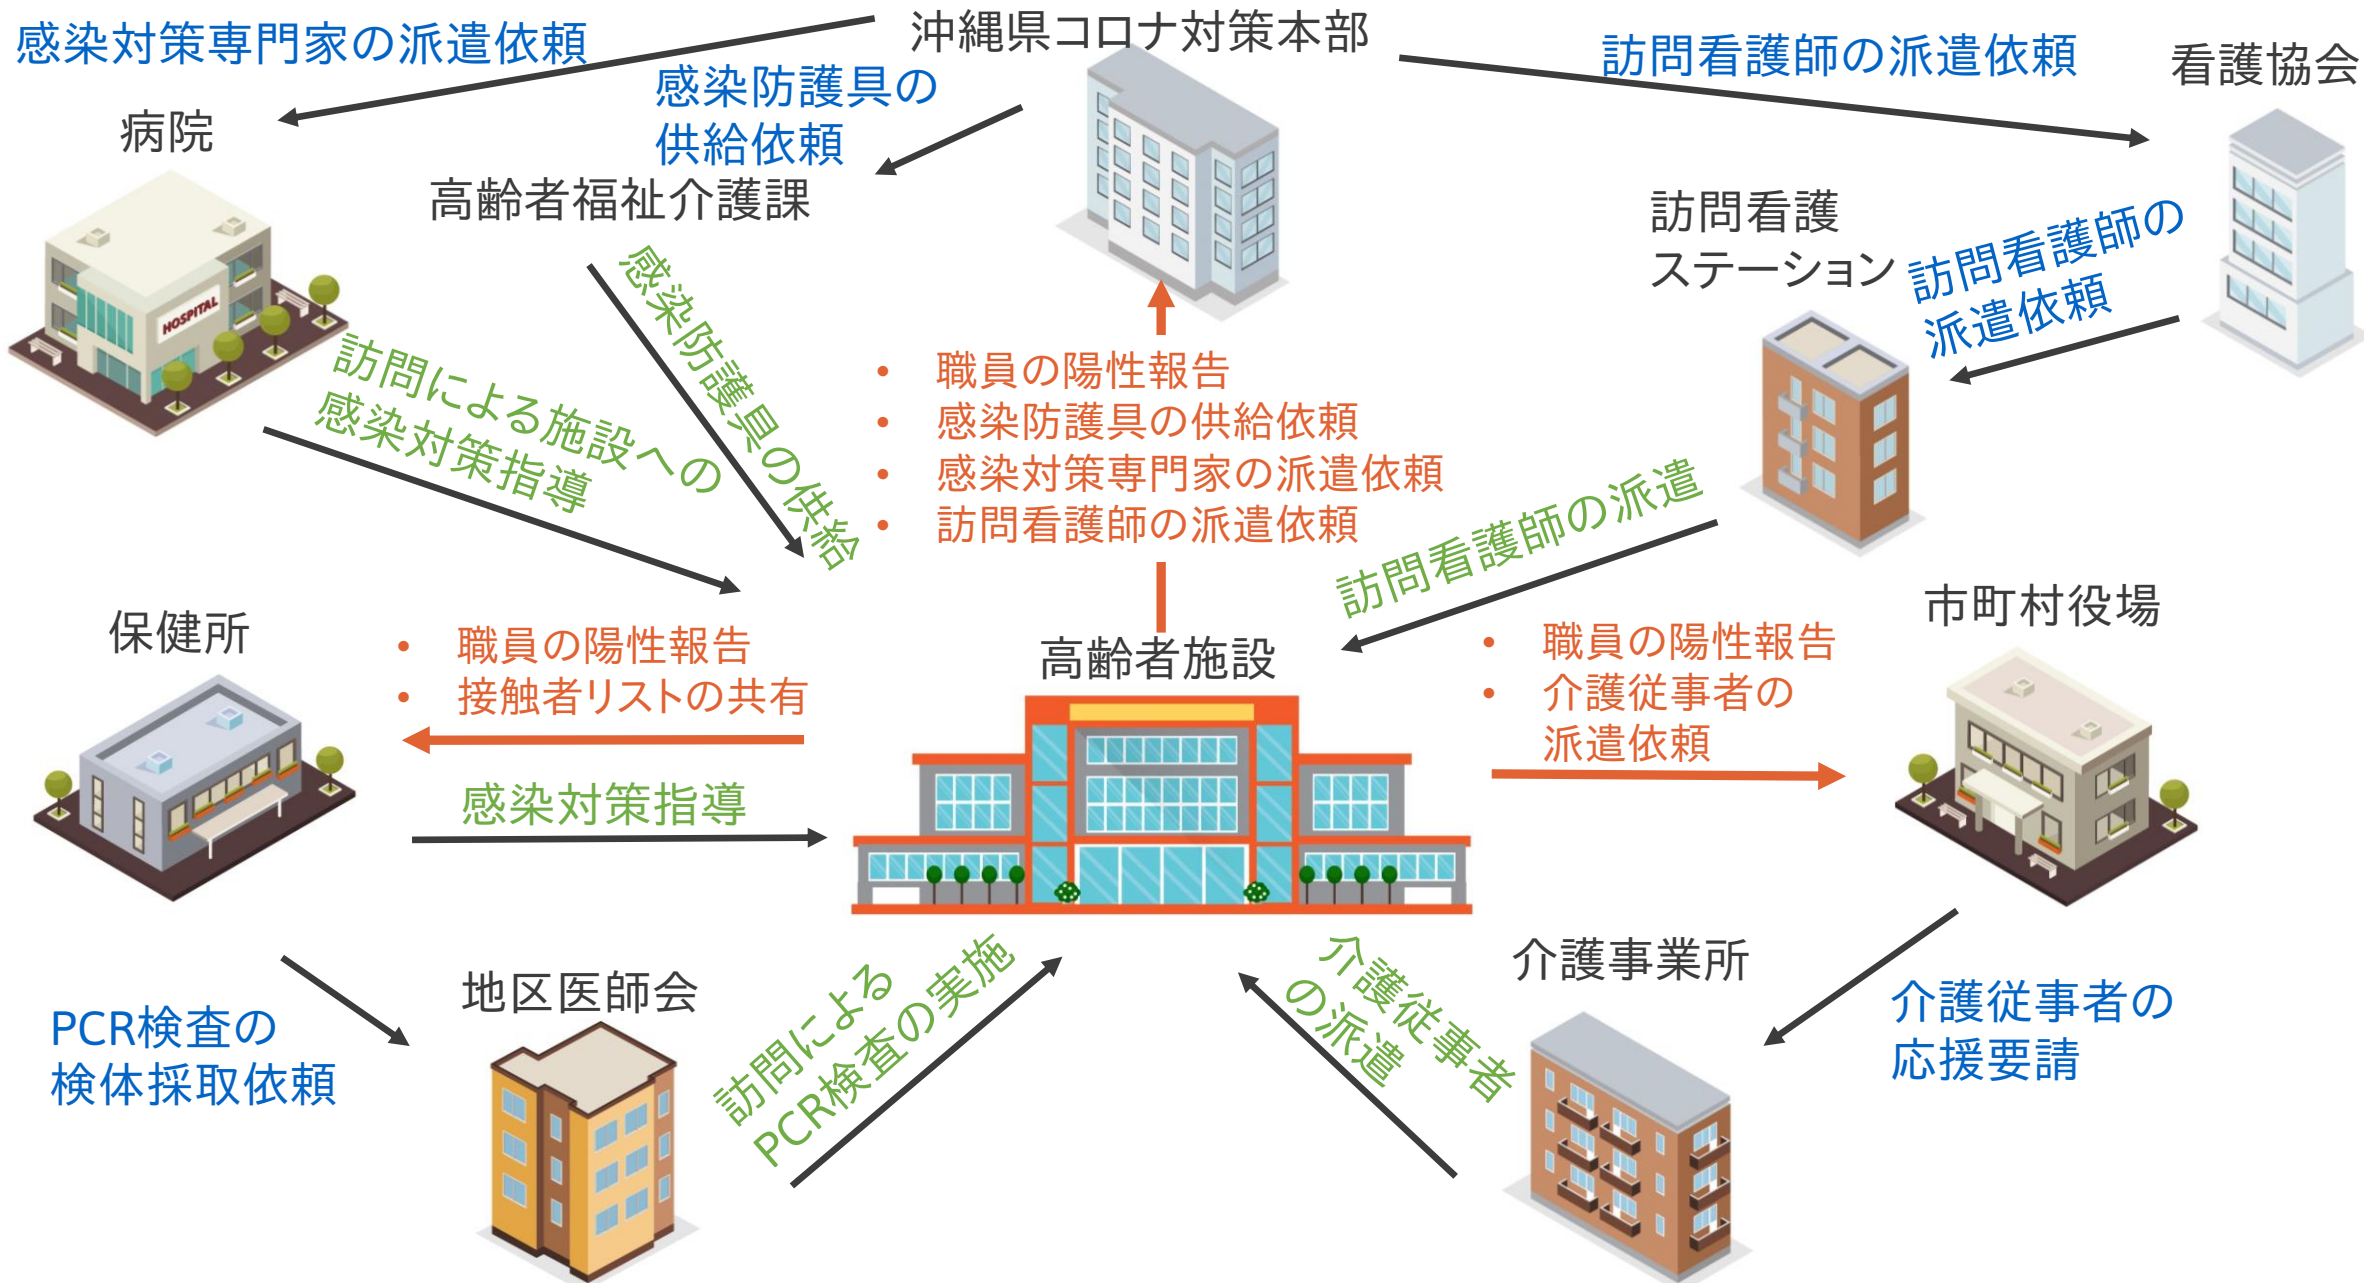 感染対策専門家の派遣依頼
沖縄県コロナ対策本部
訪問看護師の派遣依頼
看護協会
感染防護具の
供給依頼
病院
高齢者福祉介護課
訪問看護
ステーション
訪問看護師の
派遣依頼
HOSPITAL
訪問による施設への
感染対策指導
感染防護具の供給
• 職員の陽性報告
• 感染防護具の供給依頼
• 感染対策専門家の派遣依頼
• 訪問看護師の派遣依頼
訪問看護師の派遣
保健所
• 職員の陽性報告
• 接触者リストの共有
高齢者施設
• 職員の陽性報告
• 介護従事者の
派遣依頼
市町村役場
感染対策指導
地区医師会
PCR検査の
検体採取依頼
訪問による
PCR検査の実施
介護従事者
の派遣
介護事業所
介護従事者の
応援要請